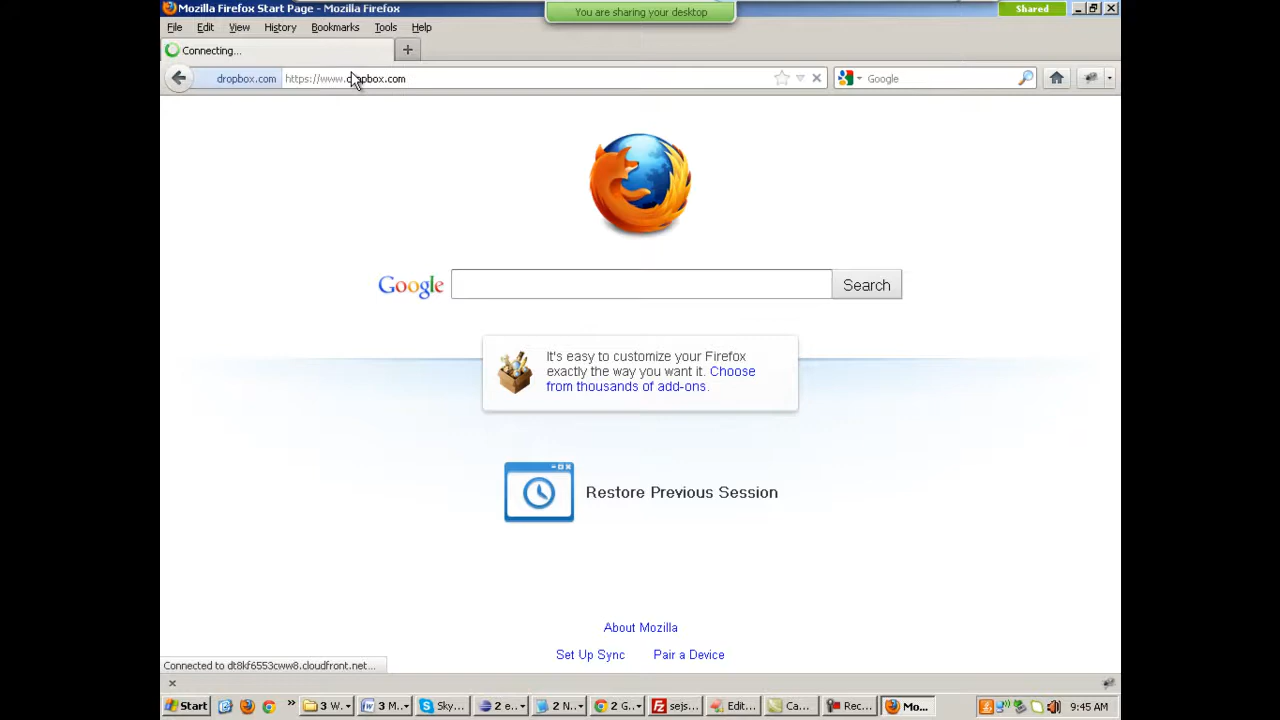 Mozilla Firefox Start Page - Mozilla Firefox
You are sharing your desktop
Shared
File Edit View History Bookmarks Tools Help
Connecting...
dropbox.com https://www.dropbox.com
Google
Google
Search
It's easy to customize your Firefox
exactly the way you want it. Choose
from thousands of add-ons.
Restore Previous Session
About Mozilla
Set Up Sync Pair a Device
Connected to dt8kf6553cww8.cloudfront.net...
Start 3 W... 3 M... Sky... 2 e... 2 N... 2 G... sejs... Edit... Ca... Rec... Mo... 9:45 AM